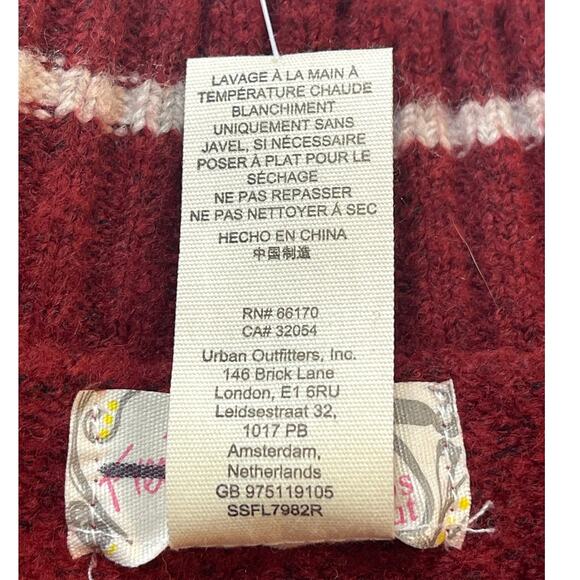 LAVAGE À LA MAIN À
TEMPÉRATURE CHAUDE
BLANCHIMENT
UNIQUEMENT SANS
JAVEL, SI NÉCESSAIRE
POSER À PLAT POUR LE
SÉCHAGE
NE PAS REPASSER
NE PAS NETTOYER À SEC
HECHO EN CHINA
中国制造
RN# 66170
CA# 32054
Urban Outfitters, Inc.
146 Brick Lane
London, E1 6RU
Leidsestraat 32,
1017 PB
Amsterdam,
Netherlands
GB 975119105
SSFL7982R